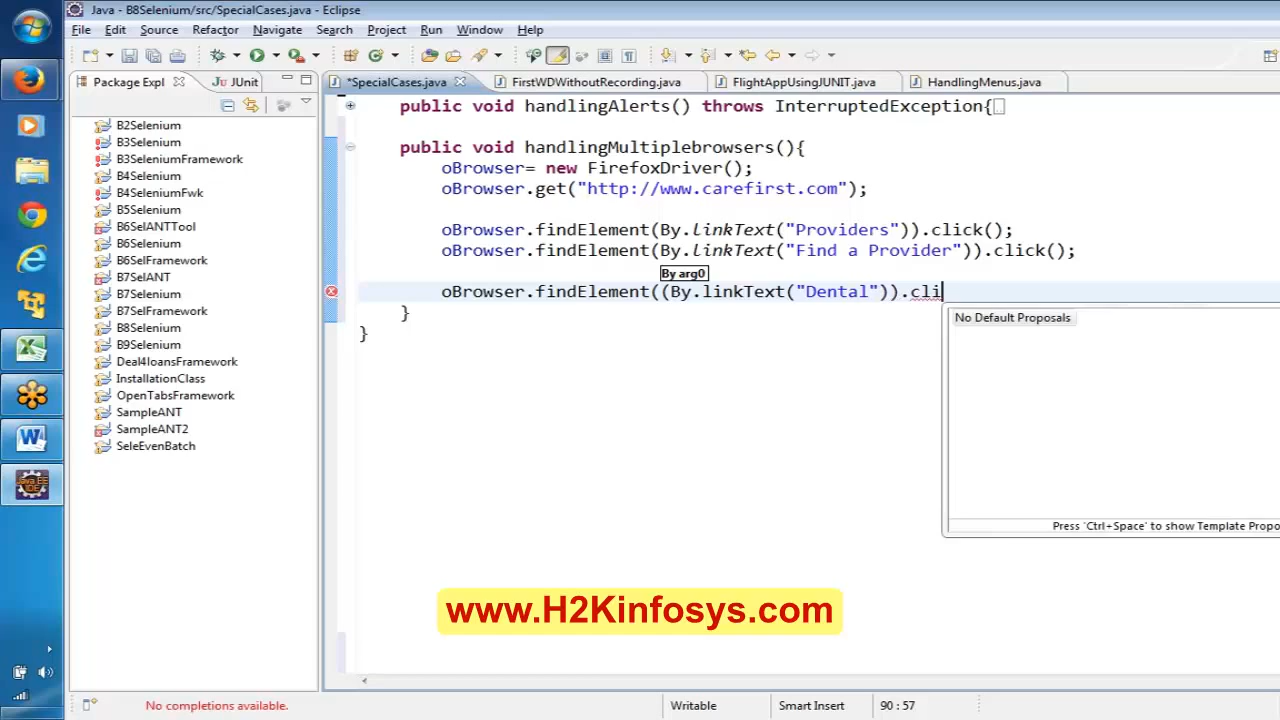 Java - B8Selenium/src/SpecialCases.java - Eclipse
File Edit Source Refactor Navigate Search Project Run Window Help
Package Expl JUnit
*SpecialCases.java FirstWDWithoutRecording.java FlightAppUsingJUNIT.java HandlingMenus.java
B2Selenium
B3Selenium
B3SeleniumFramework
B4Selenium
B4SeleniumFwk
B5Selenium
B6SelANTTool
B6Selenium
B6SelFramework
B7SelANT
B7Selenium
B7SelFramework
B8Selenium
B9Selenium
Deal4loansFramework
InstallationClass
OpenTabsFramework
SampleANT
SampleANT2
SeleEvenBatch
public void handlingAlerts() throws InterruptedException{
public void handlingMultiplebrowsers(){
oBrowser= new FirefoxDriver();
oBrowser.get("http://www.carefirst.com");
oBrowser.findElement(By.linkText("Providers")).click();
oBrowser.findElement(By.linkText("Find a Provider")).click();
By arg0
oBrowser.findElement((By.linkText("Dental")).cli
}
}
No Default Proposals
Press 'Ctrl+Space' to show Template Propo
www.H2Kinfosys.com
Java EE
IDE
No completions available.
Writable
Smart Insert
90 : 57